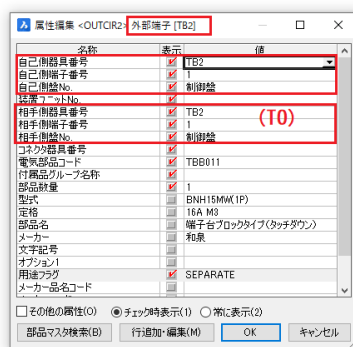 属性編集 <OUTCIR2> 外部端子 [TB2]
名称 表示 値
自己側器具番号 TB2
自己側端子番号 1
自己側盤No. 制御盤
装置ユニットNo.
相手側器具番号 TB2
相手側端子番号 1
相手側盤No. 制御盤
(TO)
コネクタ器具番号
電気部品コード TBB011
付属品グループ名称
部品数量 1
型式 BNH15MW(1P)
定格 16A M3
部品名 端子台ブロックタイプ(タッチダウン)
メーカー 和泉
文字記号
オプション1
用途フラグ SEPARATE
メーカー品名コード
その他の属性(O) チェック時表示(1) 常に表示(2)
部品マスタ検索(B) 行追加・編集(M) OK キャンセル